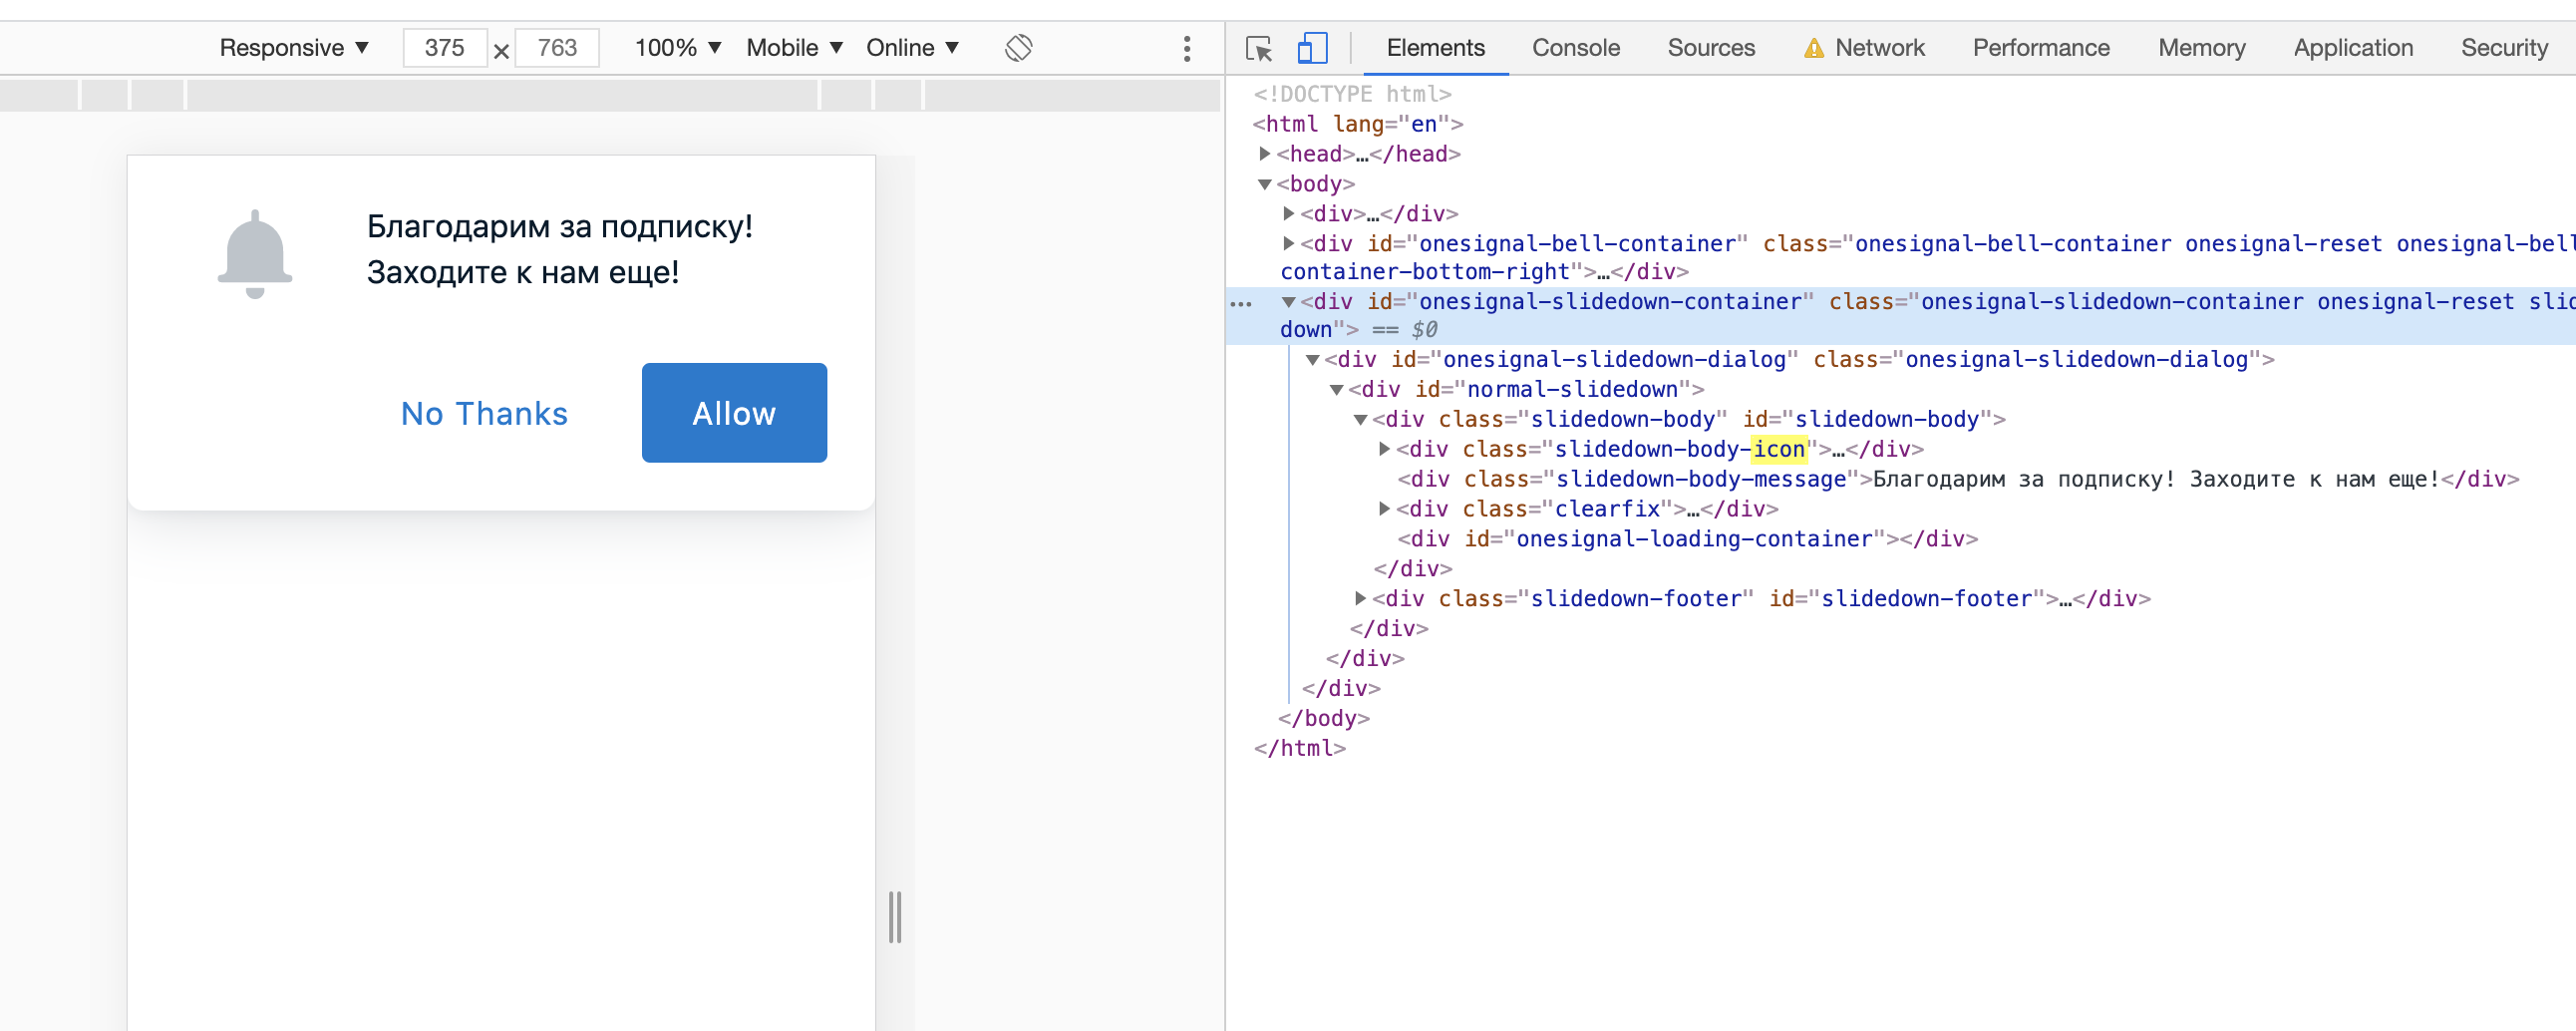 Responsive ▼ 375 × 763 100% ▼ Mobile ▼ Online ▼
Благодарим за подписку!
Заходите к нам еще!
No Thanks Allow
Elements Console Sources Network Performance Memory Application Security
<!DOCTYPE html>
<html lang="en">
▶<head>…</head>
▼<body>
▶<div>…</div>
▶<div id="onesignal-bell-container" class="onesignal-bell-container onesignal-reset onesignal-bell
container-bottom-right">…</div>
… ▼<div id="onesignal-slidedown-container" class="onesignal-slidedown-container onesignal-reset slid
down"> == $0
▼<div id="onesignal-slidedown-dialog" class="onesignal-slidedown-dialog">
▼<div id="normal-slidedown">
▼<div class="slidedown-body" id="slidedown-body">
▶<div class="slidedown-body-icon">…</div>
<div class="slidedown-body-message">Благодарим за подписку! Заходите к нам еще!</div>
▶<div class="clearfix">…</div>
<div id="onesignal-loading-container"></div>
</div>
▶<div class="slidedown-footer" id="slidedown-footer">…</div>
</div>
</div>
</div>
</body>
</html>